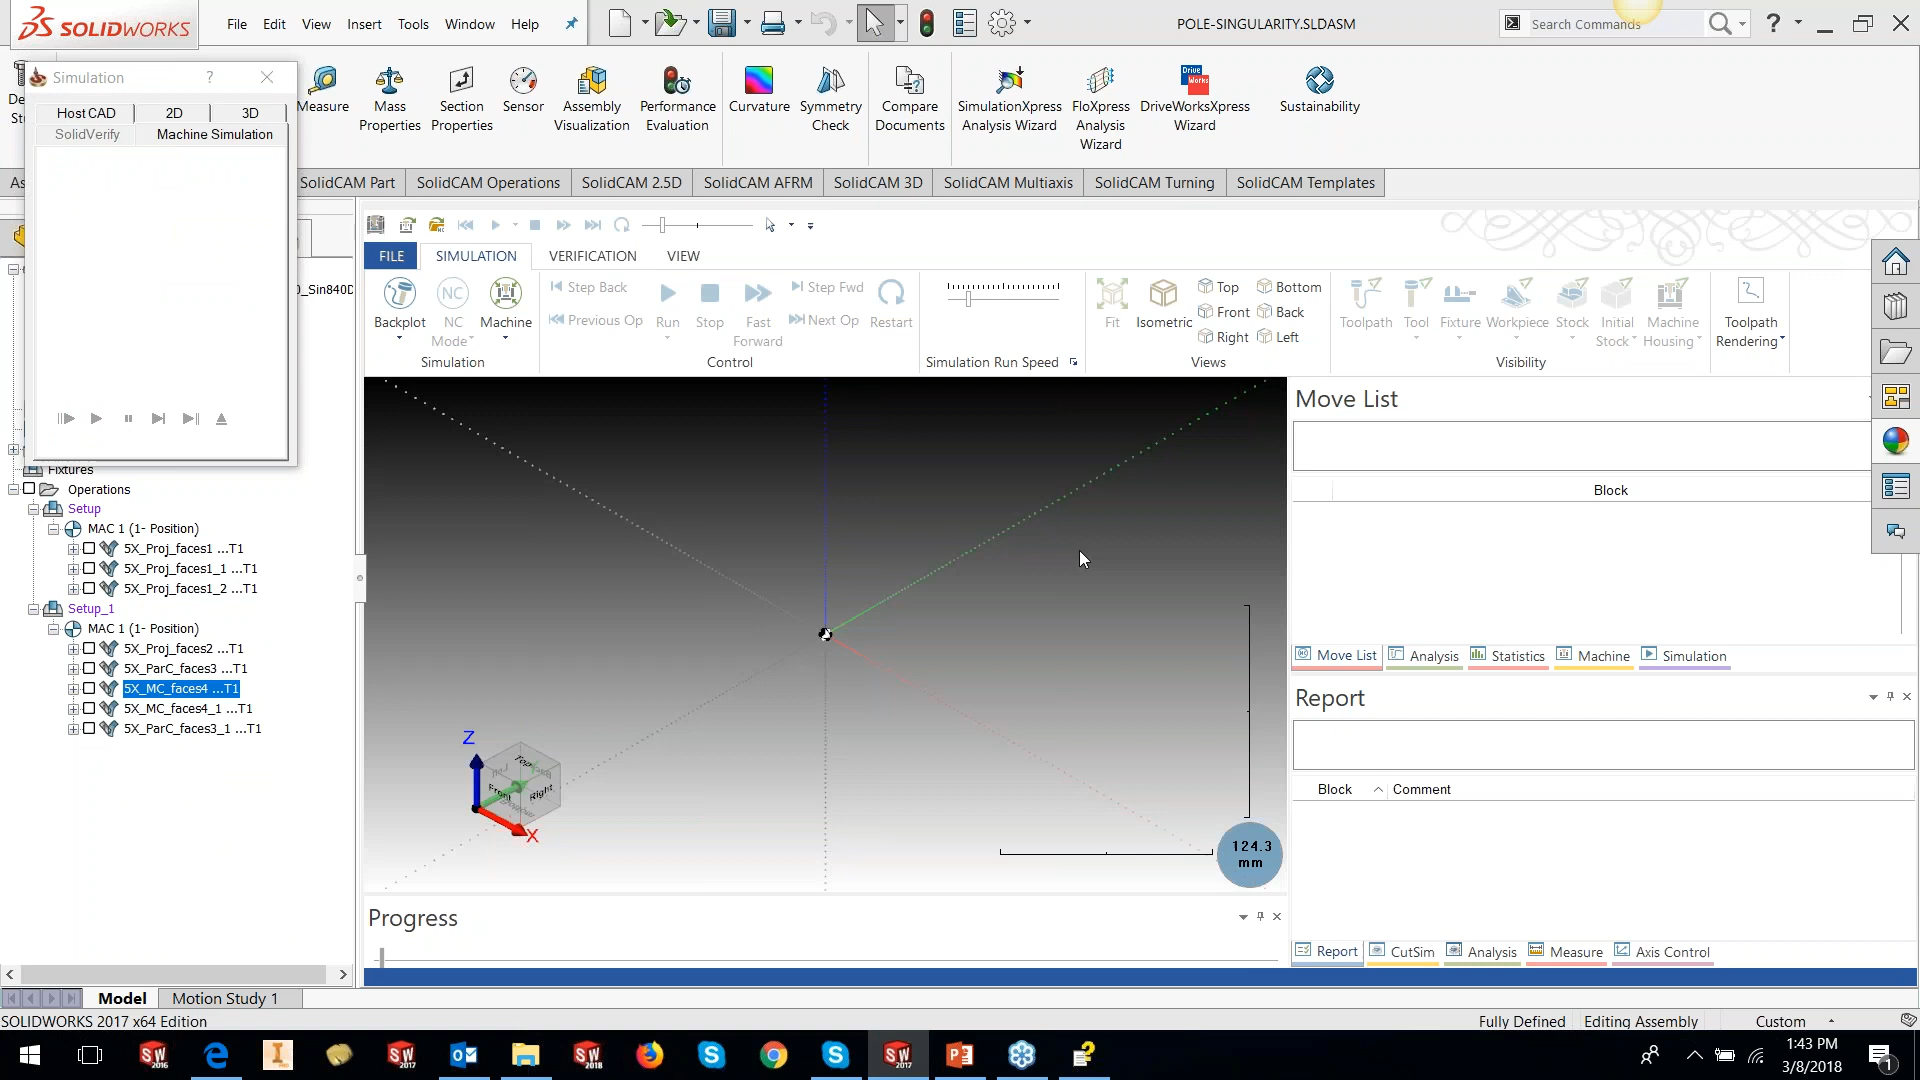 SOLIDWORKS
File Edit View Insert Tools Window Help
POLE-SINGULARITY.SLDASM
Search Commands
Simulation
HostCAD 2D 3D
SolidVerify Machine Simulation
Measure
Mass Properties
Section Properties
Sensor
Assembly Visualization
Performance Evaluation
Curvature
Symmetry Check
Compare Documents
SimulationXpress Analysis Wizard
FloXpress Analysis Wizard
DriveWorksXpress Wizard
Sustainability
SolidCAM Part SolidCAM Operations SolidCAM 2.5D SolidCAM AFRM SolidCAM 3D SolidCAM Multiaxis SolidCAM Turning SolidCAM Templates
FILE SIMULATION VERIFICATION VIEW
Backplot
NC Mode
Machine
Simulation
Step Back
Previous Op
Run
Stop
Fast Forward
Step Fwd
Next Op
Restart
Control
Simulation Run Speed
Fit
Isometric
Top Bottom
Front Back
Right Left
Views
Toolpath
Tool
Fixture
Workpiece
Stock
Initial Stock
Machine Housing
Visibility
Toolpath Rendering
0_Sin840D
Fixtures
Operations
Setup
MAC 1 (1- Position)
5X_Proj_faces1 ...T1
5X_Proj_faces1_1 ...T1
5X_Proj_faces1_2 ...T1
Setup_1
MAC 1 (1- Position)
5X_Proj_faces2 ...T1
5X_ParC_faces3 ...T1
5X_MC_faces4 ...T1
5X_MC_faces4_1 ...T1
5X_ParC_faces3_1 ...T1
Z
Top
Front
Right
X
124.3 mm
Move List
Block
Move List Analysis Statistics Machine Simulation
Report
Block Comment
Report CutSim Analysis Measure Axis Control
Progress
Model Motion Study 1
SOLIDWORKS 2017 x64 Edition
Fully Defined Editing Assembly Custom
1:43 PM
3/8/2018